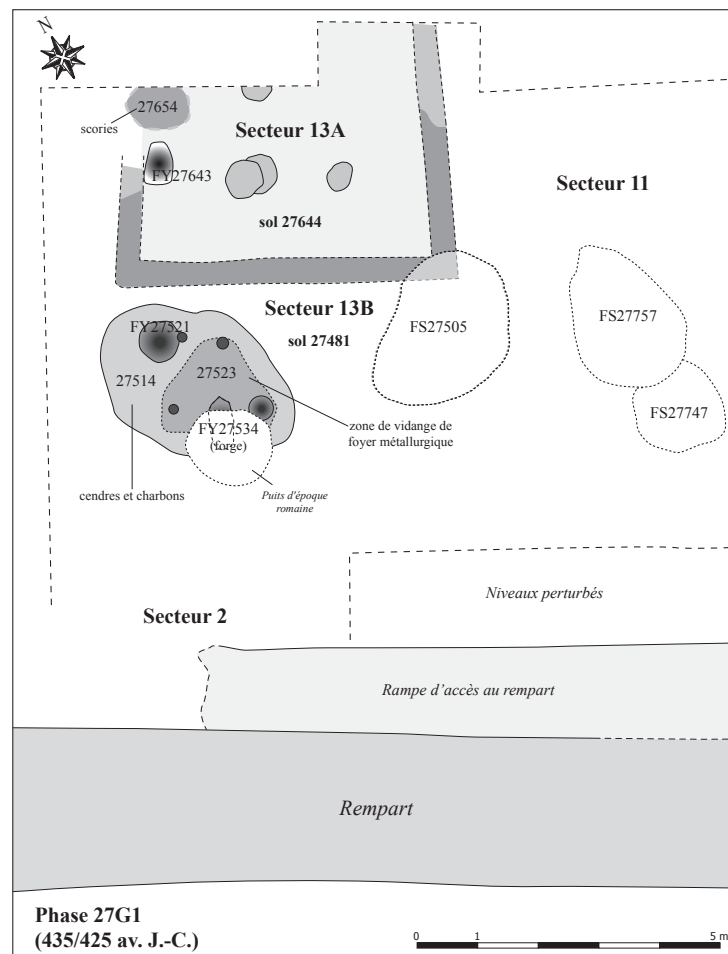 N
27654
scories
Secteur 13A
FY27643
Secteur 11
sol 27644
Secteur 13B
FY27521
sol 27481
FS27505
FS27757
27514
27523
FS27747
FY27534
(forge)
zone de vidange de
foyer métallurgique
cendres et charbons
Puits d'époque
romaine
Niveaux perturbés
Secteur 2
Rampe d’accès au rempart
Rempart
Phase 27G1
(435/425 av. J.-C.)
0 1 5 m